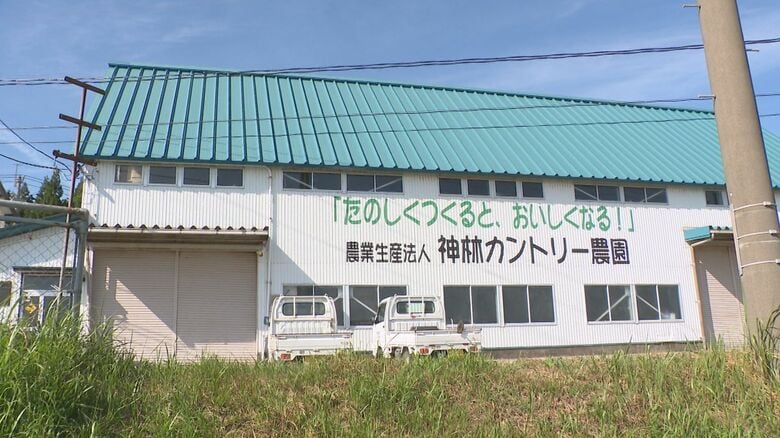 「たのしくつくると、おいしくなる！」
農業生産法人 神林カントリー農園